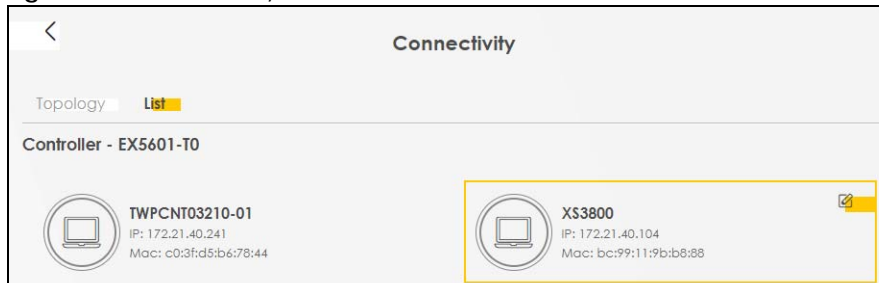 Connectivity
Topology List
Controller - EX5601-T0
TWPCNT03210-01
IP: 172.21.40.241
Mac: c0:3f:d5:b6:78:44
XS3800
IP: 172.21.40.104
Mac: bc:99:11:9b:b8:88